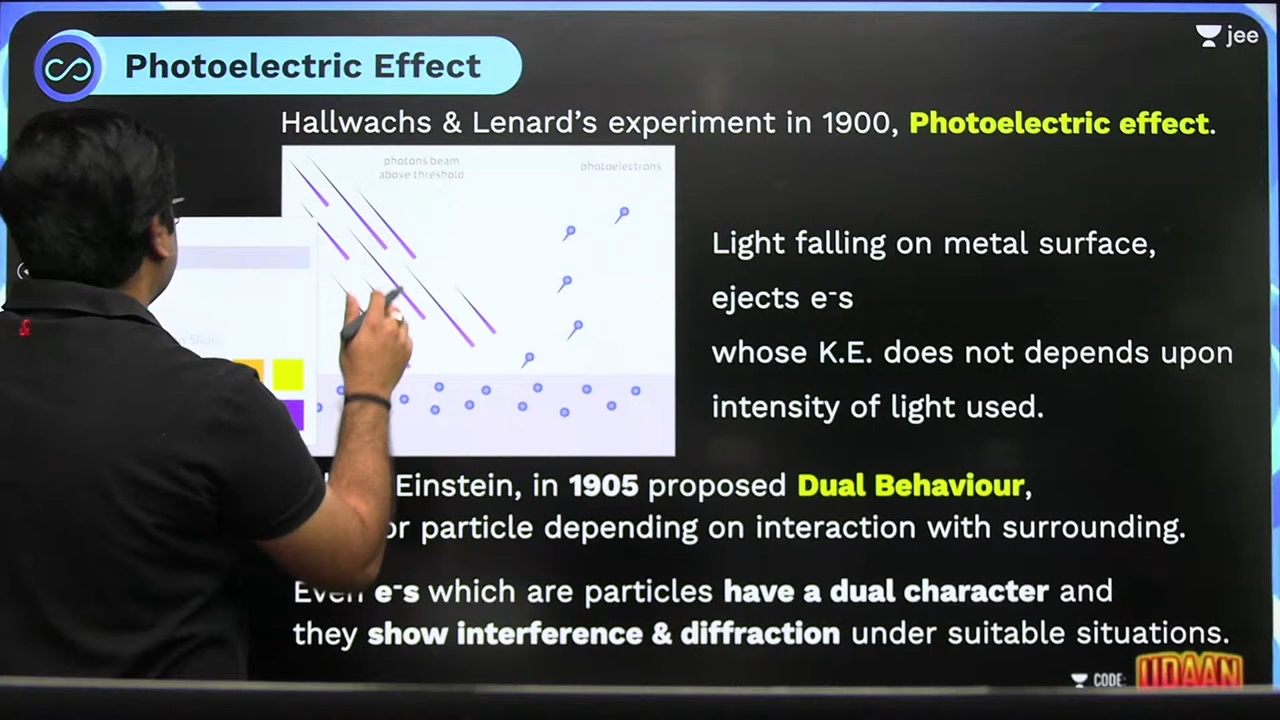 jee
Photoelectric Effect
Hallwachs & Lenard's experiment in 1900, Photoelectric effect.
photons beam
above threshold
photoelectrons
Light falling on metal surface,
ejects e⁻s
whose K.E. does not depends upon
intensity of light used.
Einstein, in 1905 proposed Dual Behaviour,
or particle depending on interaction with surrounding.
Even e⁻s which are particles have a dual character and
they show interference & diffraction under suitable situations.
CODE: UDAAN